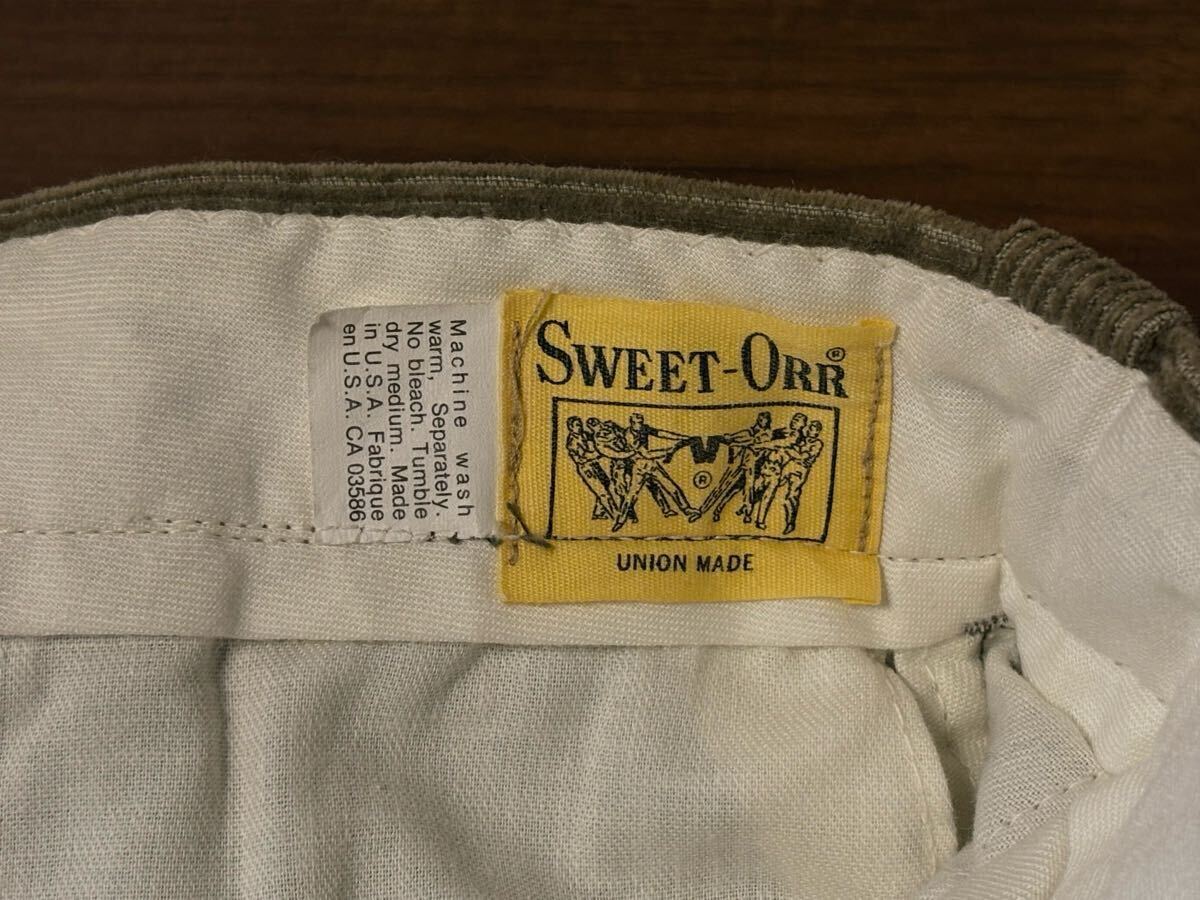 Machine wash
warm, Separately.
No bleach. Tumble
dry medium. Made
in U.S.A. Fabrique
en U.S.A. CA 03586
SWEET-ORR®
®
UNION MADE